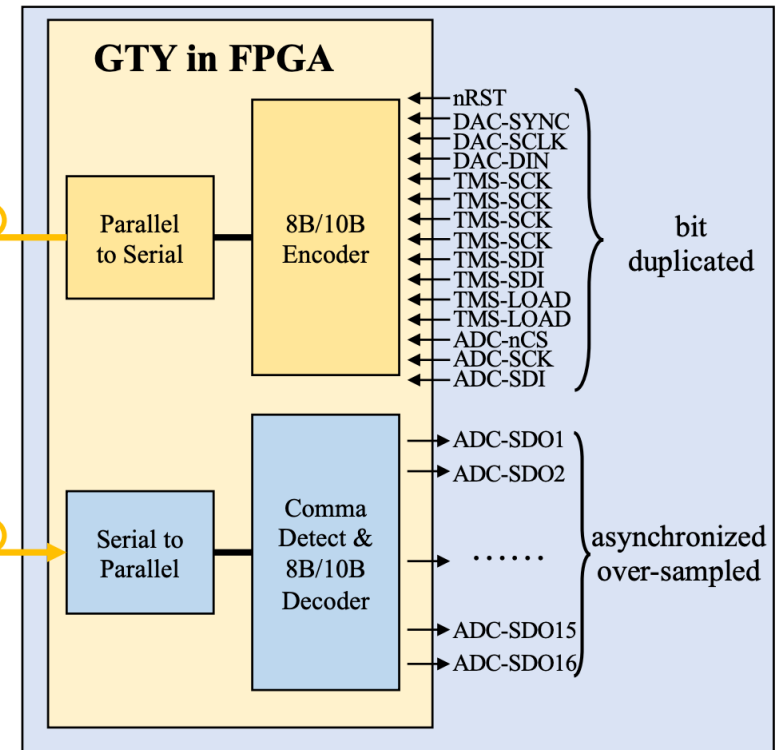 GTY in FPGA
Parallel
to Serial
8B/10B
Encoder
nRST
DAC-SYNC
DAC-SCLK
DAC-DIN
TMS-SCK
TMS-SCK
TMS-SCK
TMS-SCK
TMS-SDI
TMS-SDI
TMS-LOAD
TMS-LOAD
ADC-nCS
ADC-SCK
ADC-SDI
bit
duplicated
Serial to
Parallel
Comma
Detect &
8B/10B
Decoder
ADC-SDO1
ADC-SDO2
······
ADC-SDO15
ADC-SDO16
asynchronized
over-sampled